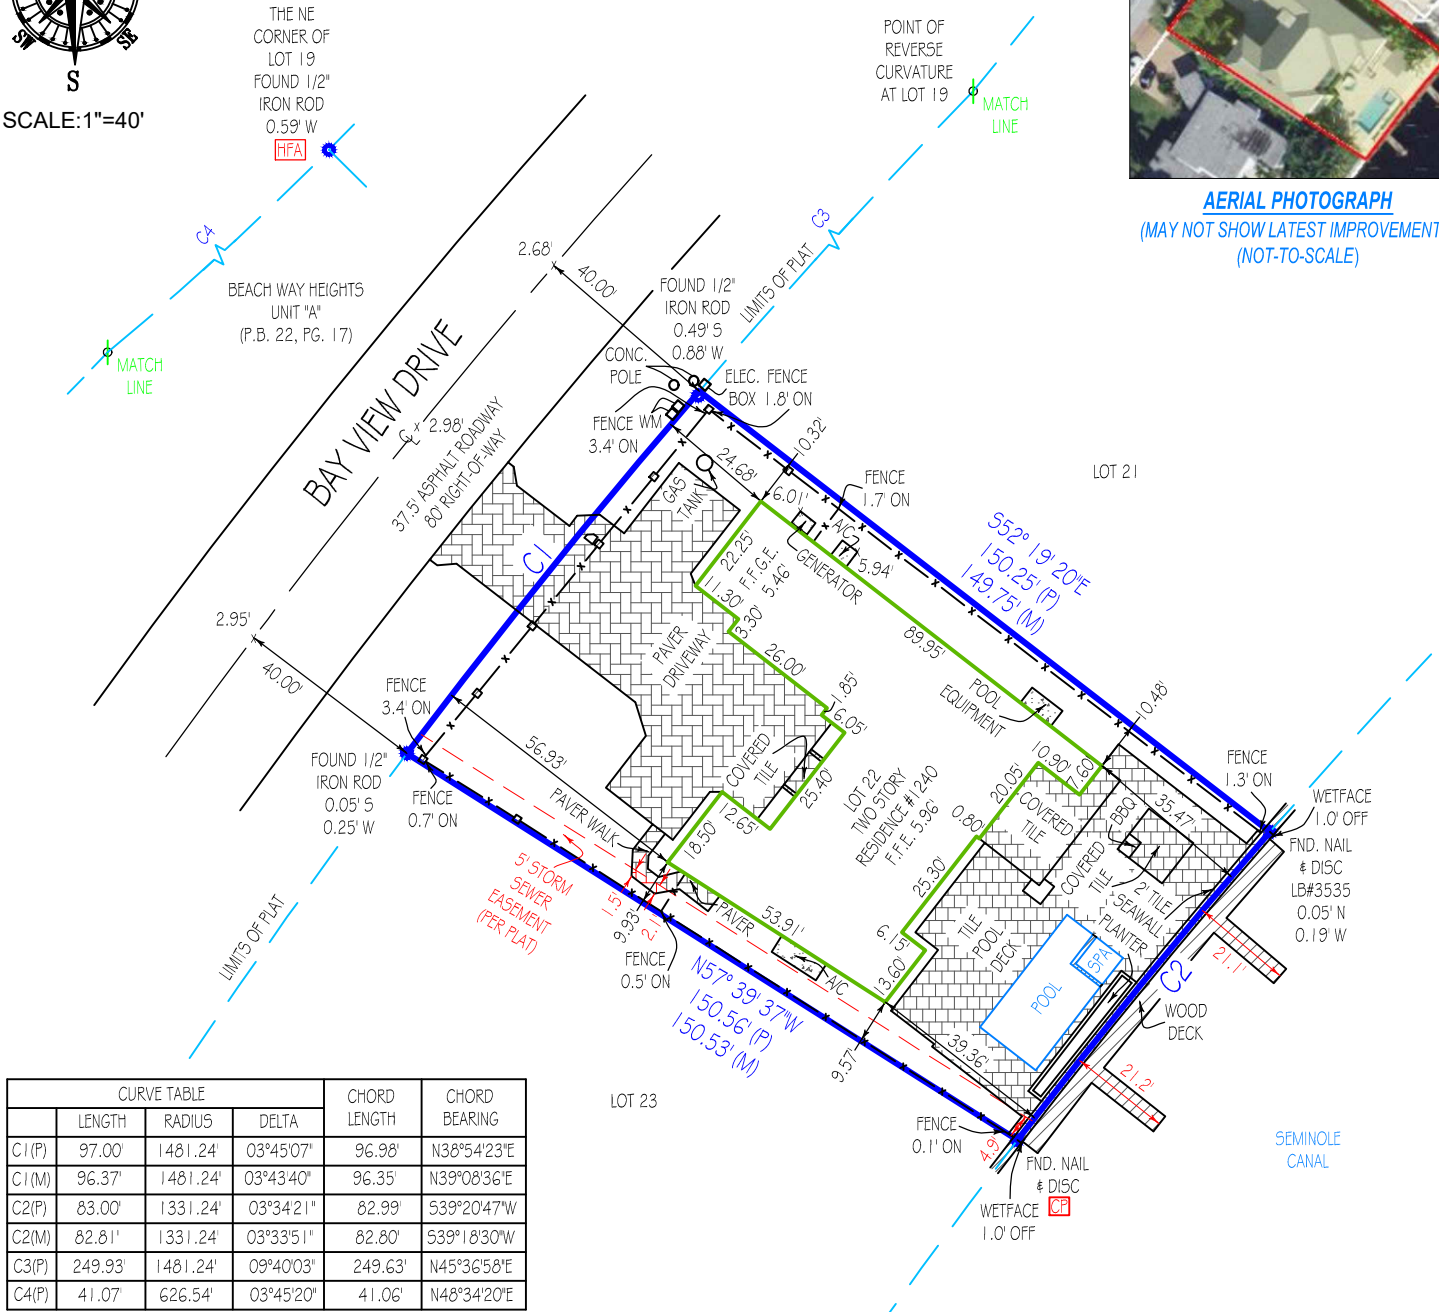 SW
SE
S
SCALE:1"=40'
THE NE
CORNER OF
LOT 19
FOUND 1/2"
IRON ROD
0.59' W
HFA
POINT OF
REVERSE
CURVATURE
AT LOT 19
MATCH
LINE
AERIAL PHOTOGRAPH
(MAY NOT SHOW LATEST IMPROVEMENT
(NOT-TO-SCALE)
C4
C3
LIMITS OF PLAT
BEACH WAY HEIGHTS
UNIT "A"
(P.B. 22, PG. 17)
MATCH
LINE
2.68'
40.00'
FOUND 1/2"
IRON ROD
0.49' S
0.88' W
BAY VIEW DRIVE
CONC.
POLE
ELEC. FENCE
BOX 1.8' ON
FENCE
3.4' ON
WM
2.98'
37.5' ASPHALT ROADWAY
80' RIGHT-OF-WAY
10.32'
24.68'
GAS
TANK
6.01'
FENCE
1.7' ON
A/C
5.94'
GENERATOR
LOT 21
S52° 19' 20"E
150.25' (P)
149.75' (M)
C1
22.25'
F.F.G.E.
5.46'
11.30'
3.30'
26.00'
1.85'
6.05'
89.95'
PAVER
DRIVEWAY
2.95'
40.00'
FENCE
3.4' ON
POOL
EQUIPMENT
10.48'
10.90'
7.60'
56.93'
COVERED
TILE
25.40'
LOT 22
TWO STORY
RESIDENCE #1240
F.F.E. 5.96'
20.05'
COVERED
TILE
0.80'
35.47'
BBQ
FENCE
1.3' ON
WETFACE
1.0' OFF
FOUND 1/2"
IRON ROD
0.05' S
0.25' W
FENCE
0.7' ON
PAVER WALK
12.65'
18.50'
FND. NAIL
& DISC
LB#3535
0.05' N
0.19' W
COVERED
TILE
2' TILE
SEAWALL
PLANTER
25.30'
5' STORM
SEWER
EASEMENT
(PER PLAT)
1.5'
2.1'
9.93'
PAVER
53.91'
6.15'
13.60'
TILE
POOL
DECK
SPA
POOL
C2
21.1'
LIMITS OF PLAT
FENCE
0.5' ON
A/C
N57° 39' 37"W
150.56' (P)
150.53' (M)
WOOD
DECK
9.57'
39.36'
21.2'
LOT 23
FENCE
0.1' ON
4.9'
FND. NAIL
& DISC
CP
WETFACE
1.0' OFF
SEMINOLE
CANAL
CURVE TABLE CHORD LENGTH CHORD BEARING
LENGTH RADIUS DELTA
C1(P) 97.00' 1481.24' 03°45'07" 96.98' N38°54'23"E
C1(M) 96.37' 1481.24' 03°43'40" 96.35' N39°08'36"E
C2(P) 83.00' 1331.24' 03°34'21" 82.99' S39°20'47"W
C2(M) 82.81' 1331.24' 03°33'51" 82.80' S39°18'30"W
C3(P) 249.93' 1481.24' 09°40'03" 249.63' N45°36'58"E
C4(P) 41.07' 626.54' 03°45'20" 41.06' N48°34'20"E